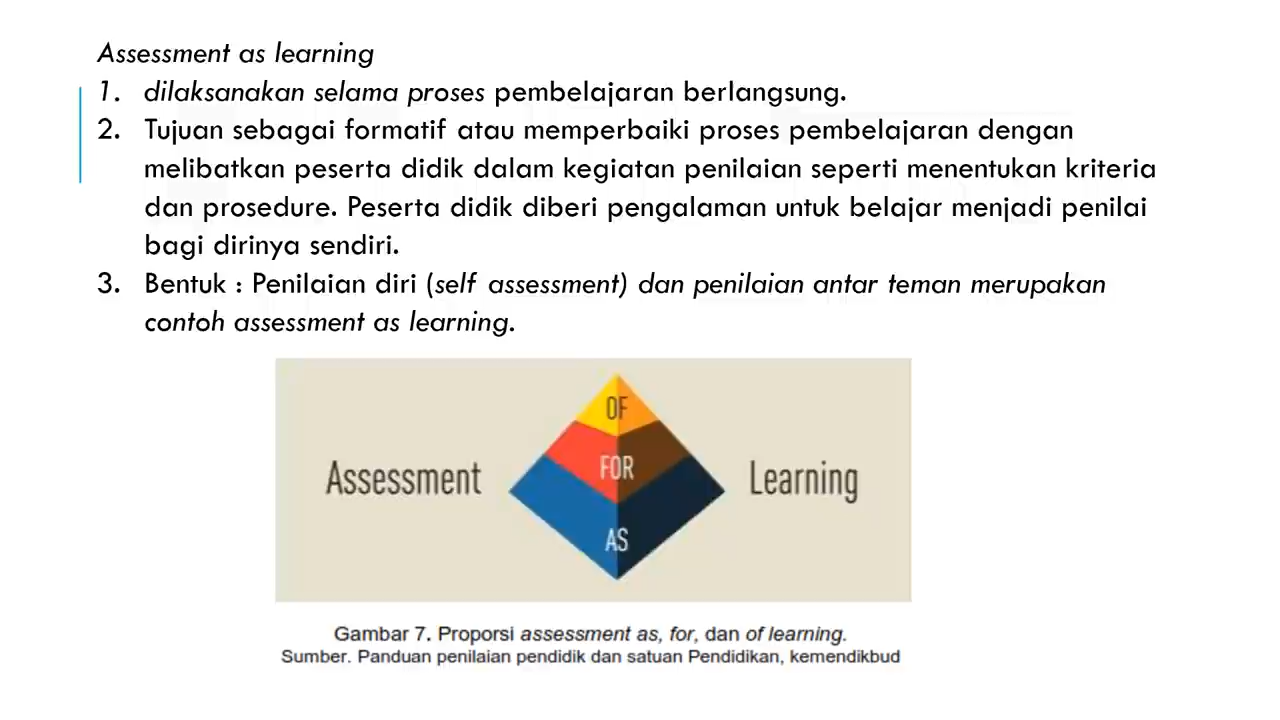 Assessment as learning
1. dilaksanakan selama proses pembelajaran berlangsung.
2. Tujuan sebagai formatif atau memperbaiki proses pembelajaran dengan
melibatkan peserta didik dalam kegiatan penilaian seperti menentukan kriteria
dan prosedure. Peserta didik diberi pengalaman untuk belajar menjadi penilai
bagi dirinya sendiri.
3. Bentuk : Penilaian diri (self assessment) dan penilaian antar teman merupakan
contoh assessment as learning.
OF
FOR
Assessment
Learning
AS
Gambar 7. Proporsi assessment as, for, dan of learning.
Sumber. Panduan penilaian pendidik dan satuan Pendidikan, kemendikbud